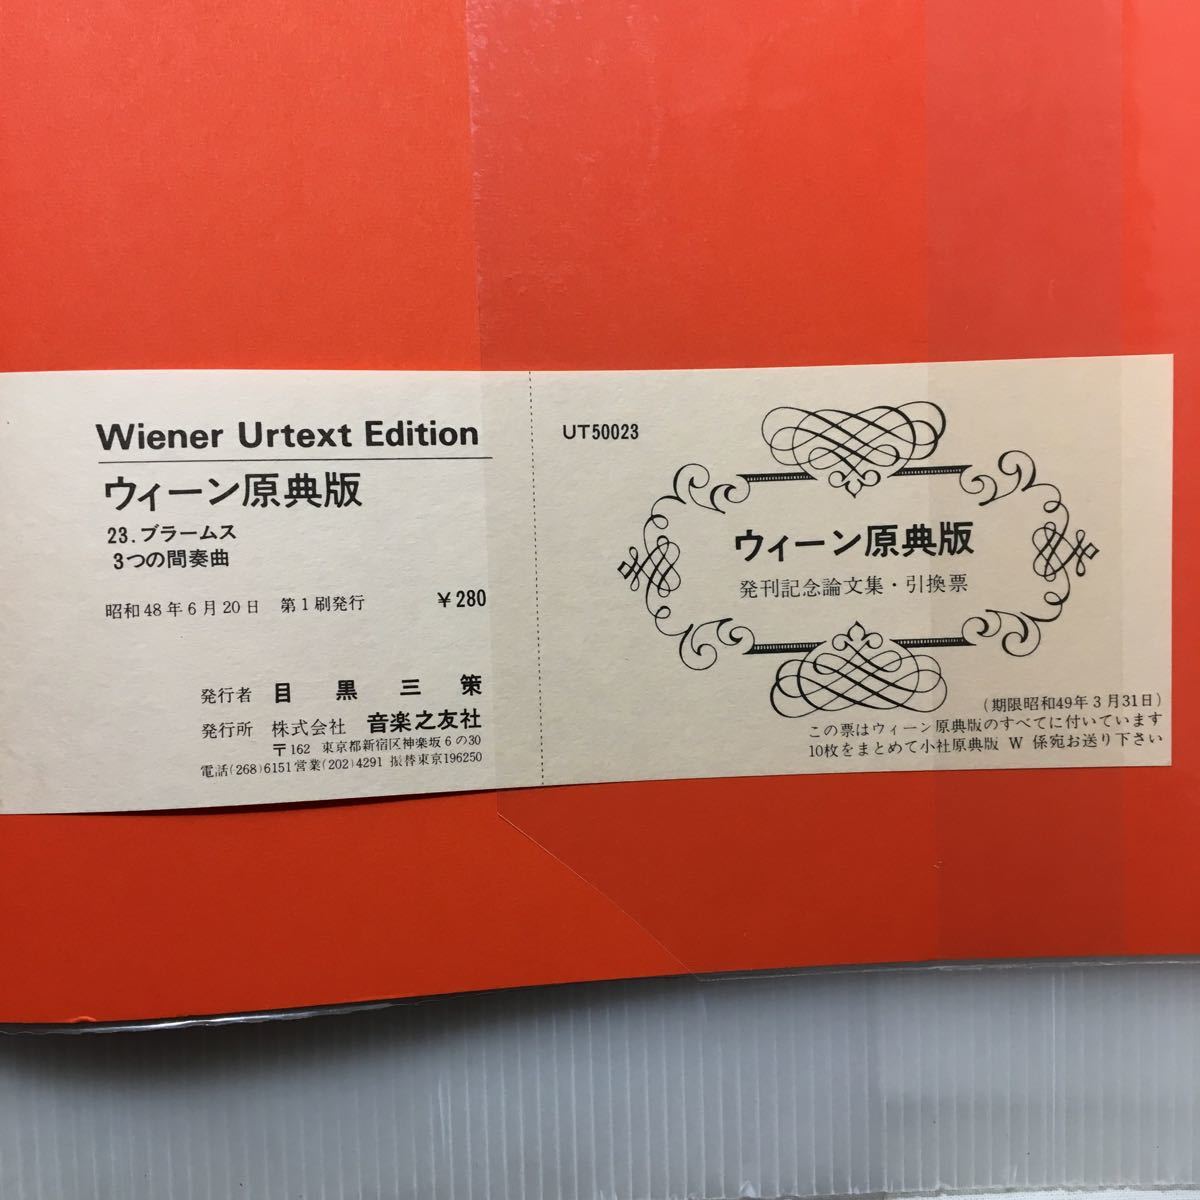 Wiener Urtext Edition
ウィーン原典版
23.ブラームス
3つの間奏曲
昭和48年6月20日 第1刷発行 ¥280
発行者 目黒三策
発行所 株式会社 音楽之友社
〒162 東京都新宿区神楽坂6の30
電話(268)6151営業(202)4291 振替東京196250
UT50023
ウィーン原典版
発刊記念論文集・引換票
(期限昭和49年3月31日)
この票はウィーン原典版のすべてに付いています
10枚をまとめて小社原典版 W 係宛お送り下さい